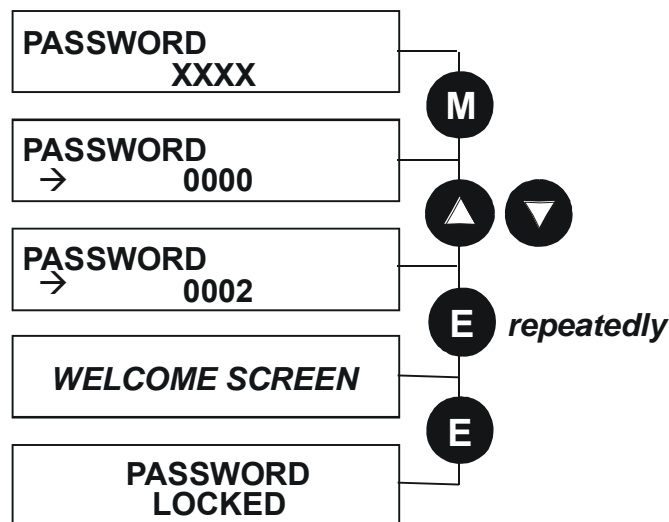 PASSWORD
XXXX
M
PASSWORD
→ 0000
PASSWORD
→ 0002
E repeatedly
WELCOME SCREEN
E
PASSWORD
LOCKED